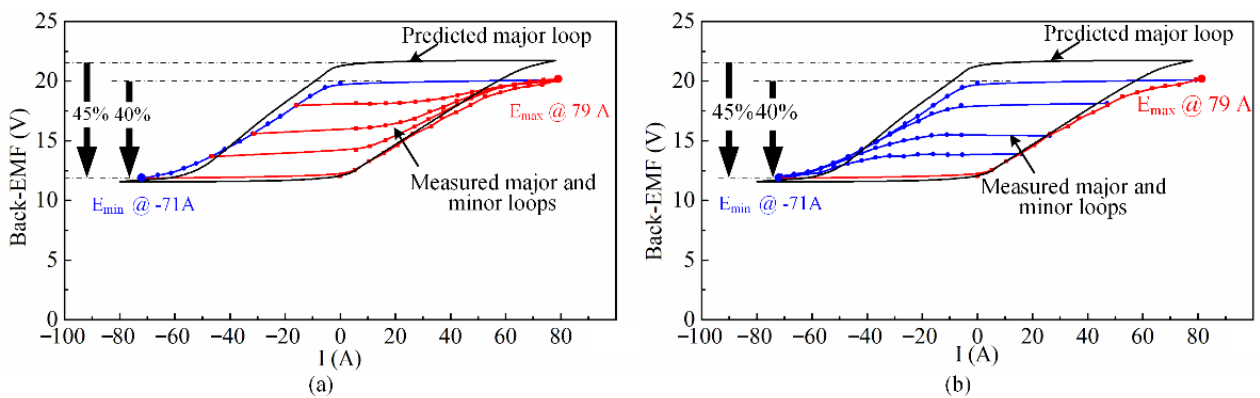 25
20
15
10
5
0
Back-EMF (V)
−100 −80 −60 −40 −20 0 20 40 60 80 100
I (A)
45%
40%
Predicted major loop
Emax @ 79 A
Measured major and
minor loops
Emin @ -71A
(a)
25
20
15
10
5
0
Back-EMF (V)
−100 −80 −60 −40 −20 0 20 40 60 80 100
I (A)
45%
40%
Predicted major loop
Emax @ 79 A
Measured major and
minor loops
Emin @ -71A
(b)